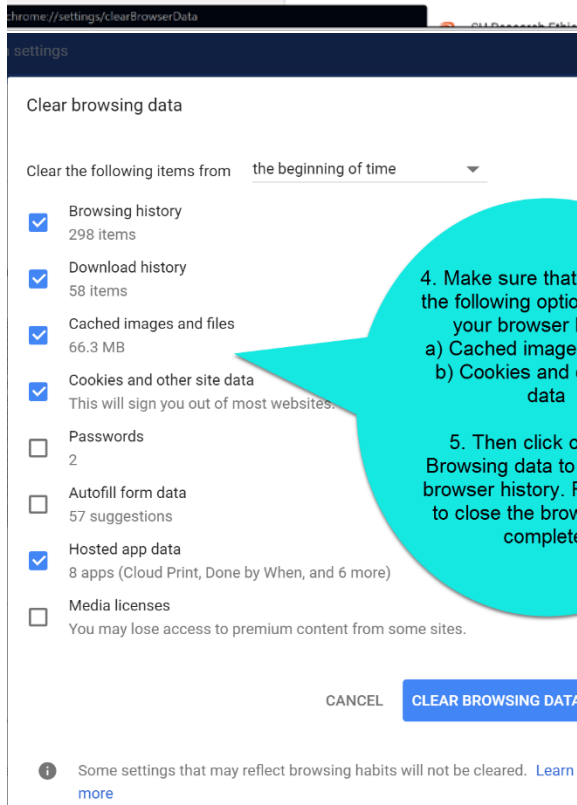 chrome://settings/clearBrowserData
settings
Clear browsing data
Clear the following items from the beginning of time
Browsing history
298 items
Download history
58 items
Cached images and files
66.3 MB
Cookies and other site data
This will sign you out of most websites.
Passwords
2
Autofill form data
57 suggestions
Hosted app data
8 apps (Cloud Print, Done by When, and 6 more)
Media licenses
You may lose access to premium content from some sites.
4. Make sure that
the following optio
your browser
a) Cached image
b) Cookies and
data
5. Then click
Browsing data to
browser history.
to close the brow
complete
CANCEL
CLEAR BROWSING DATA
Some settings that may reflect browsing habits will not be cleared. Learn
more